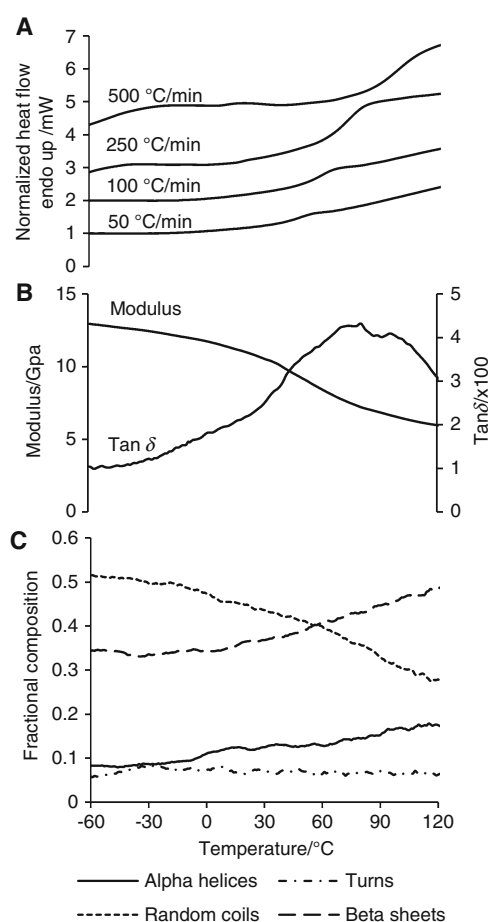 A
Normalized heat flow
endo up /mW
7
6
5
4
3
2
1
0
500 °C/min
250 °C/min
100 °C/min
50 °C/min
B
Modulus/Gpa
15
10
5
0
Modulus
Tan δ
5
4
3
2
1
0
Tanδ/x100
C
Fractional composition
0.6
0.5
0.4
0.3
0.2
0.1
0
-60 -30 0 30 60 90 120
Temperature/°C
Alpha helices Turns
Random coils Beta sheets